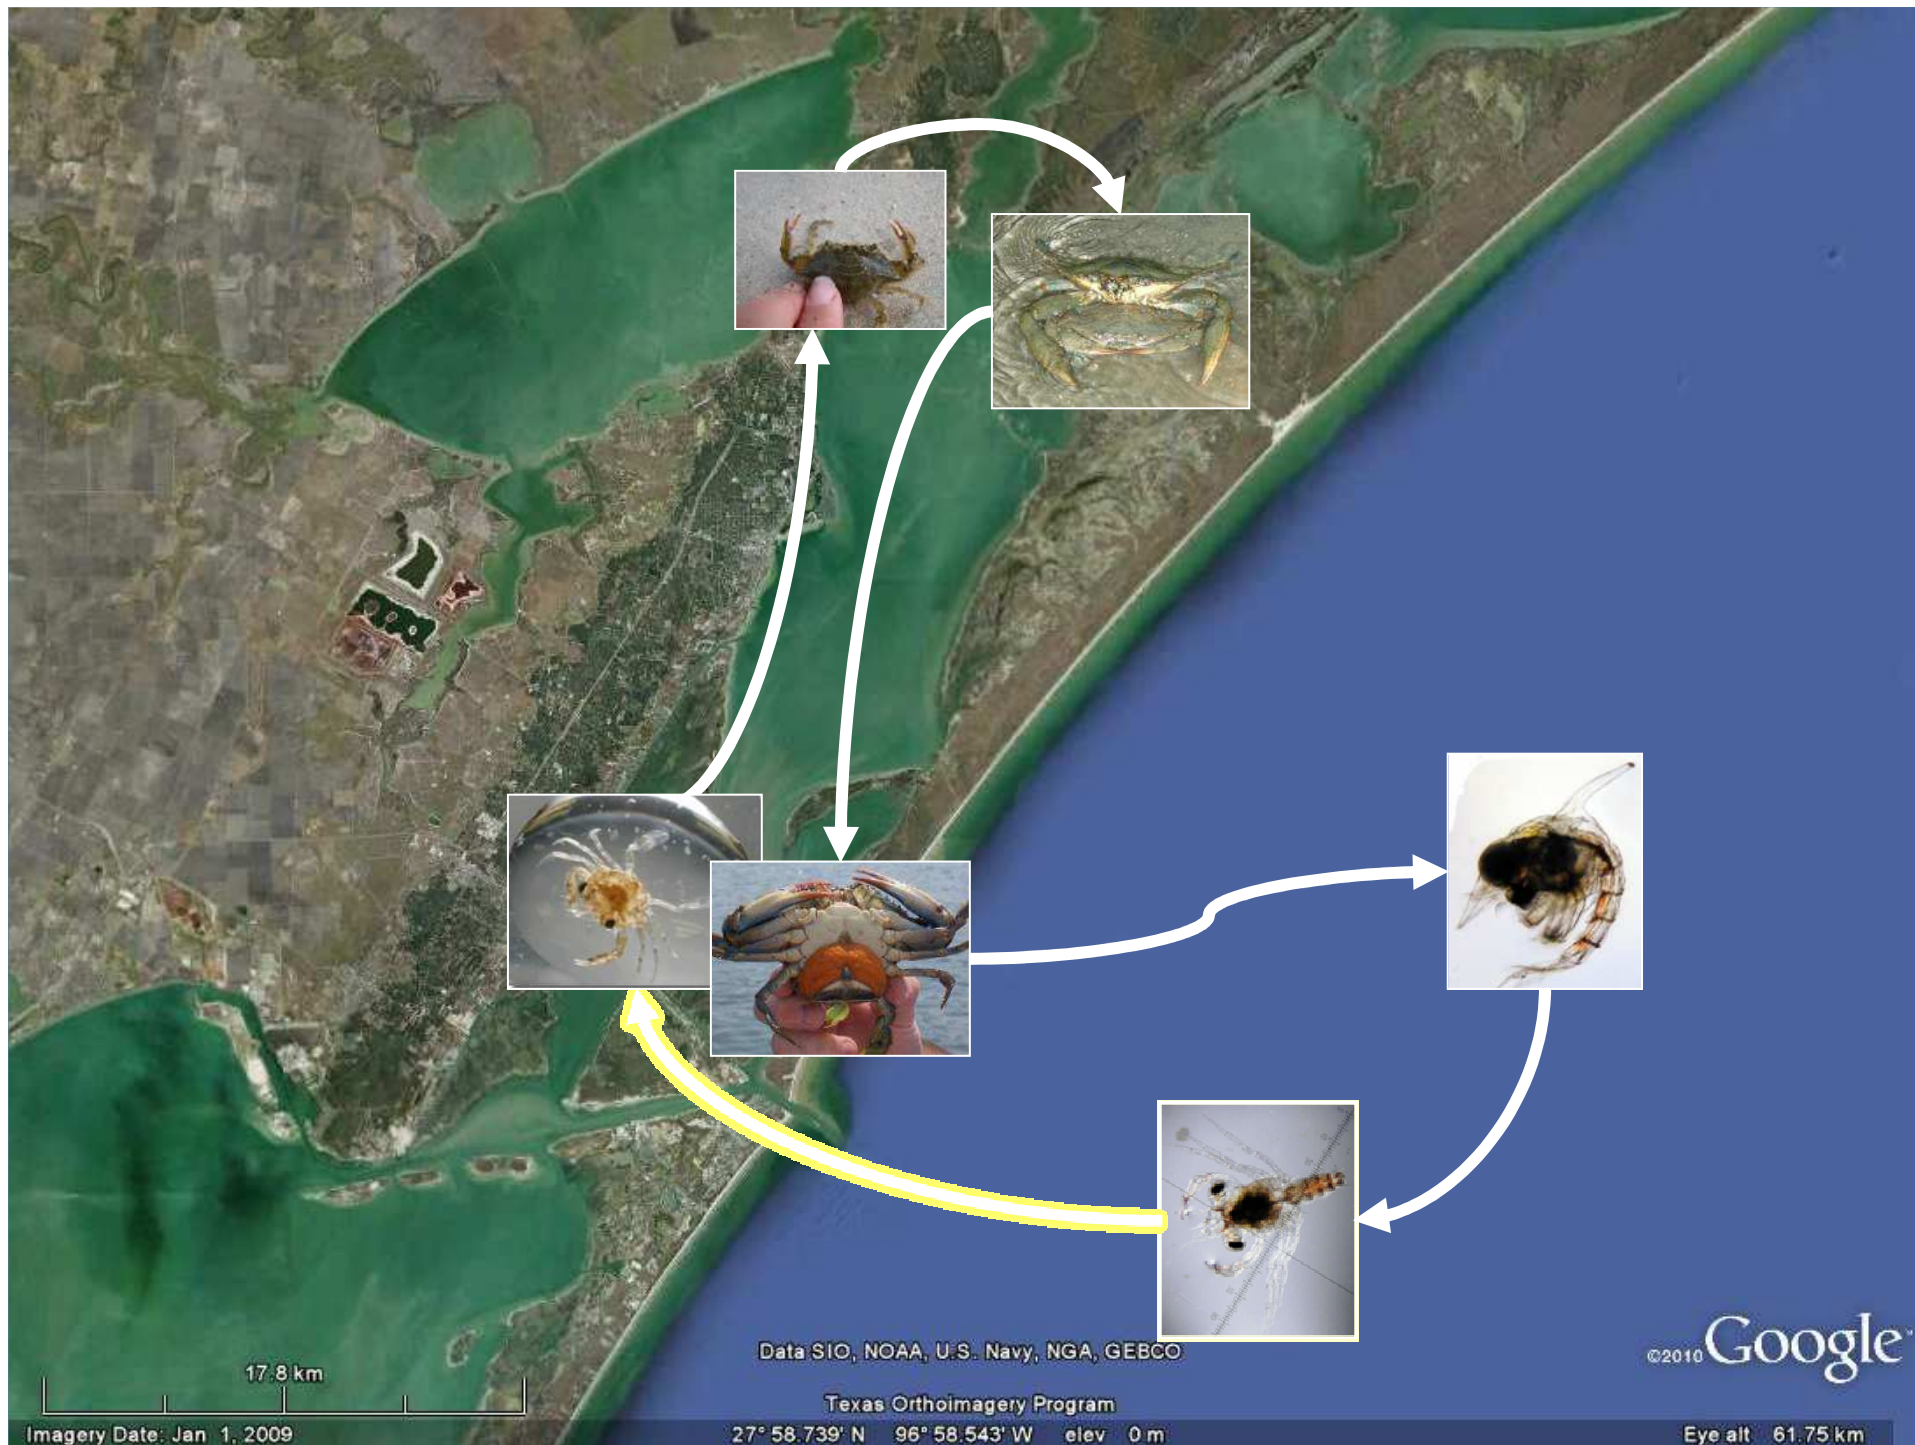 Data SIO, NOAA, U.S. Navy, NGA, GEBCO
©2010 Google
17.8 km
Texas Orthoimagery Program
Imagery Date: Jan 1, 2009 27°58.739' N 96°58.543' W elev 0 m Eye alt 61.75 km